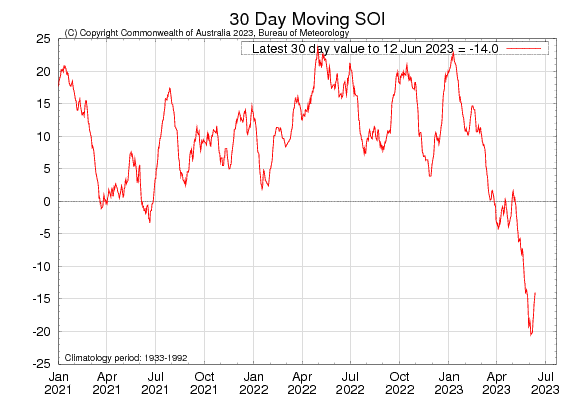 30 Day Moving SOI
(C) Copyright Commonwealth of Australia 2023, Bureau of Meteorology
Latest 30 day value to 12 Jun 2023 = -14.0
25
20
15
10
5
0
-5
-10
-15
-20
-25
Climatology period: 1933-1992
Jan Apr Jul Oct Jan Apr Jul Oct Jan Apr Jul
2021 2021 2021 2021 2022 2022 2022 2022 2023 2023 2023